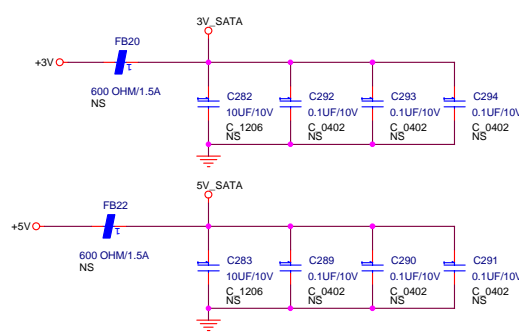 3V_SATA
FB20
+3V
1
600 OHM/1.5A
NS
C282
10UF/10V
C_1206
NS
C292
0.1UF/10V
C_0402
NS
C293
0.1UF/10V
C_0402
NS
C294
0.1UF/10V
C_0402
NS
5V_SATA
FB22
+5V
1
600 OHM/1.5A
NS
C283
10UF/10V
C_1206
NS
C289
0.1UF/10V
C_0402
NS
C290
0.1UF/10V
C_0402
NS
C291
0.1UF/10V
C_0402
NS